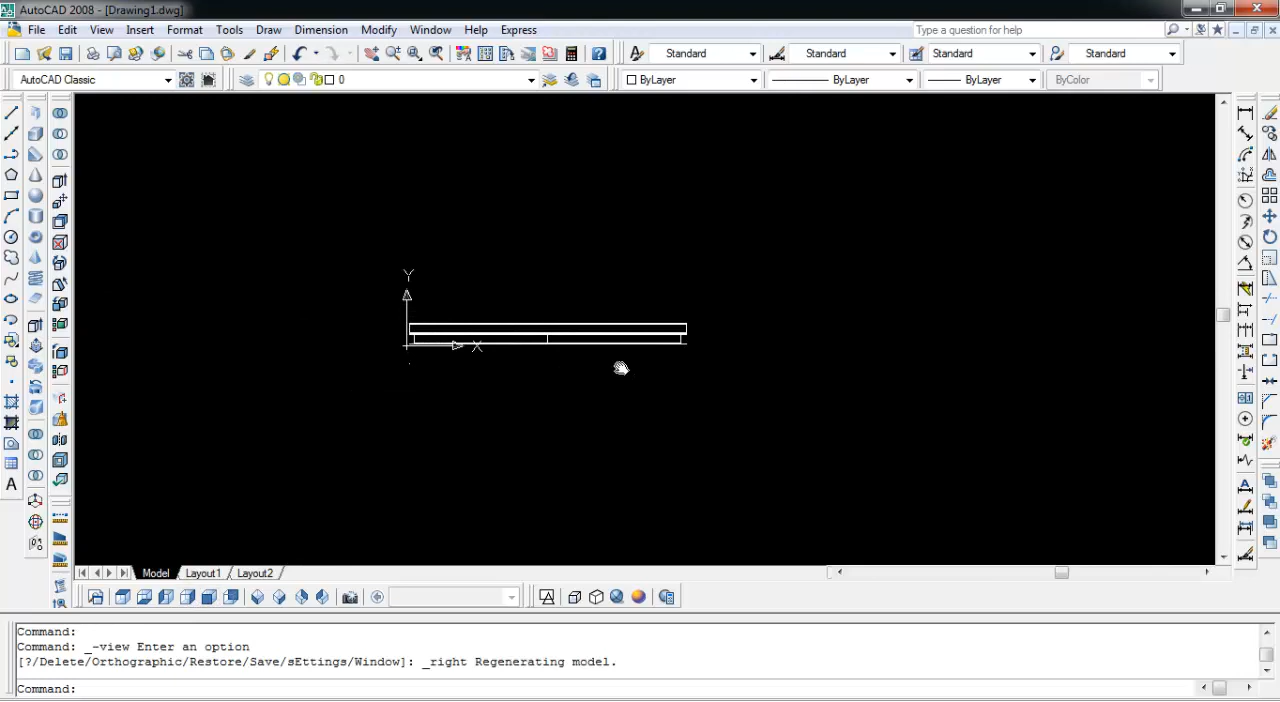 AutoCAD 2008 - [Drawing1.dwg]
File Edit View Insert Format Tools Draw Dimension Modify Window Help Express
Type a question for help
Standard Standard Standard Standard
AutoCAD Classic 0 ByLayer ByLayer ByLayer ByColor
Y
X
A
Model Layout1 Layout2
Command:
Command: _-view Enter an option
[?/Delete/Orthographic/Restore/Save/sEttings/Window]: _right Regenerating model.
Command: